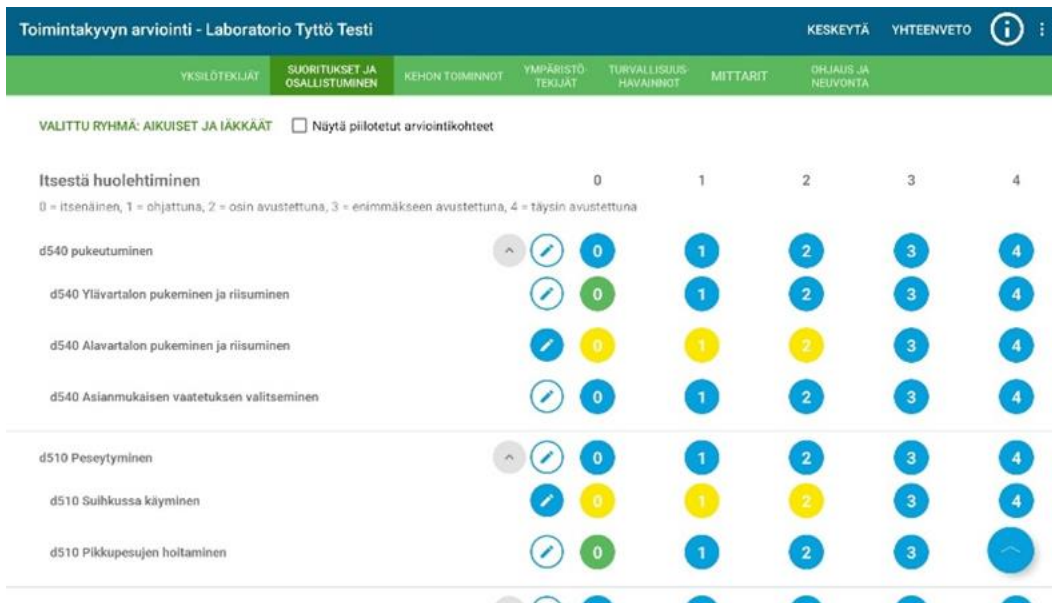 Toimintakyvyn arviointi - Laboratorio Tyttö Testi KESKEYTÄ YHTEENVETO i
YKSILÖTEKIJÄT SUORITUKSET JA OSALLISTUMINEN KEHON TOIMINNOT YMPÄRISTÖ-TEKIJÄT TURVALLISUUS-HAVAINNOT MITTARIT OHJAUS JA NEUVONTA
VALITTU RYHMÄ: AIKUISET JA IÄKKÄÄT Näytä piilotetut arviointikohteet
Itsestä huolehtiminen 0 1 2 3 4
0 = itsenäinen, 1 = ohjattuna, 2 = osin avustettuna, 3 = enimmäkseen avustettuna, 4 = täysin avustettuna
d540 pukeutuminen 0 1 2 3 4
d540 Ylävartalon pukeminen ja riisuminen 0 1 2 3 4
d540 Alavartalon pukeminen ja riisuminen 0 1 2 3 4
d540 Asianmukaisen vaatetuksen valitseminen 0 1 2 3 4
d510 Peseytyminen 0 1 2 3 4
d510 Suihkussa käyminen 0 1 2 3 4
d510 Pikkupesujen hoitaminen 0 1 2 3